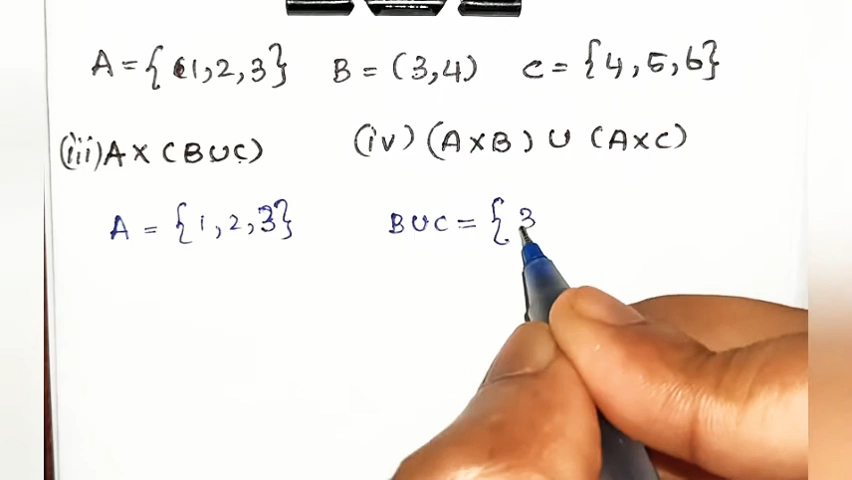 A = {1, 2, 3} B = (3,4) C = {4, 5, 6}
(iii) A × (B ∪ C) (iv) (A × B) ∪ (A × C)
A = {1, 2, 3} B ∪ C = { 3